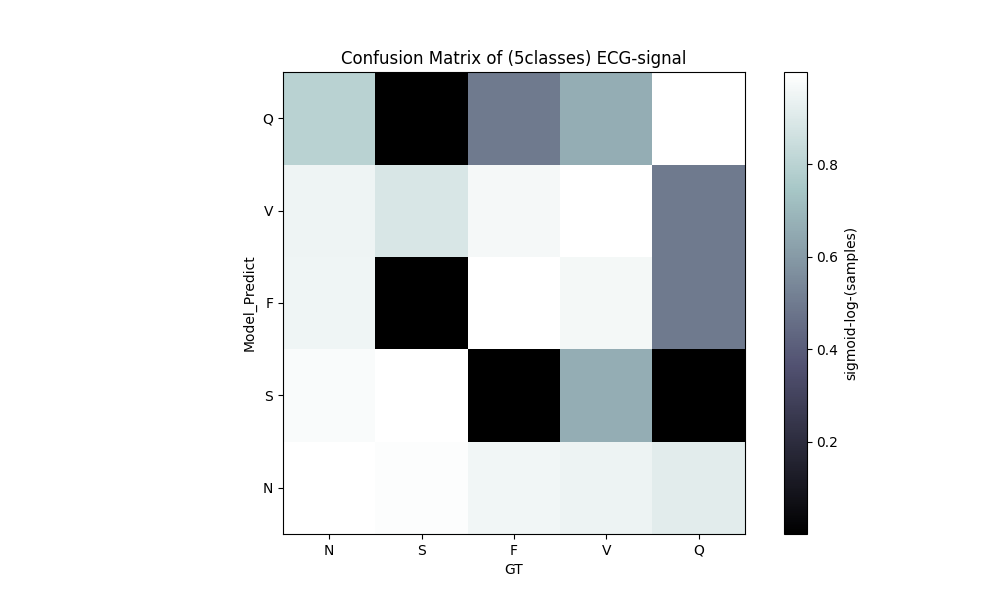 Confusion Matrix of (5classes) ECG-signal
Model_Predict
Q
V
F
S
N
N S F V Q
GT
0.8
0.6
0.4
0.2
sigmoid-log-(samples)